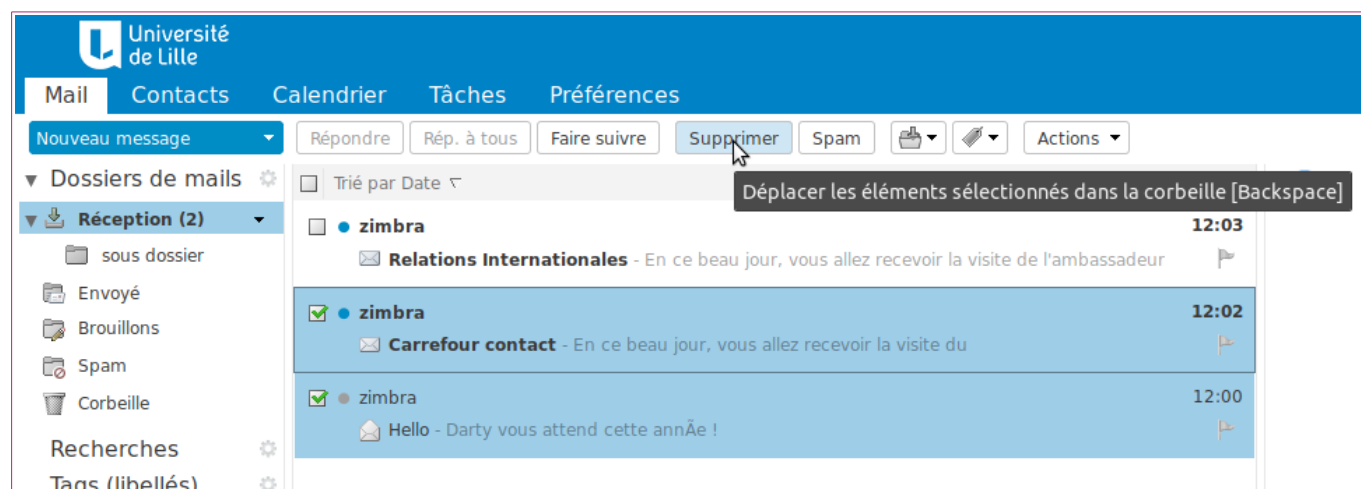 Université
de Lille
Mail Contacts Calendrier Tâches Préférences
Nouveau message Répondre Rép. à tous Faire suivre Supprimer Spam Actions
Dossiers de mails Trié par Date
Déplacer les éléments sélectionnés dans la corbeille [Backspace]
Réception (2) zimbra 12:03
sous dossier Relations Internationales - En ce beau jour, vous allez recevoir la visite de l'ambassadeur
Envoyé
Brouillons zimbra 12:02
Carrefour contact - En ce beau jour, vous allez recevoir la visite du
Spam
Corbeille zimbra 12:00
Hello - Darty vous attend cette annÃe !
Recherches
Tags (libellés)